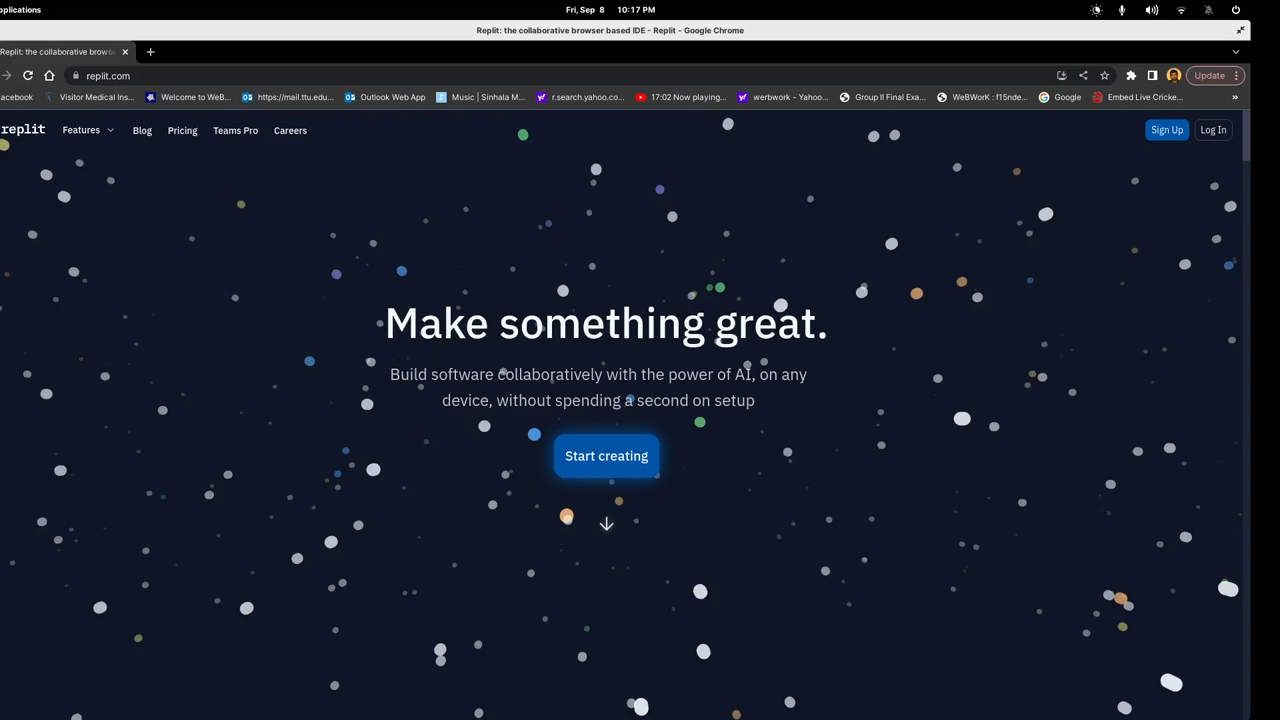 pplications
Fri, Sep 8 10:17 PM
Replit: the collaborative browser based IDE - Replit - Google Chrome
Replit: the collaborative brows
replit.com
Update
acebook
Visitor Medical Ins...
Welcome to WeB...
https://mail.ttu.edu...
Outlook Web App
Music | Sinhala M...
r.search.yahoo.co...
17:02 Now playing...
werbwork - Yahoo...
Group II Final Exa...
WeBWorK : f15nde...
Google
Embed Live Cricke...
replit
Features
Blog
Pricing
Teams Pro
Careers
Sign Up
Log In
Make something great.
Build software collaboratively with the power of AI, on any
device, without spending a second on setup
Start creating